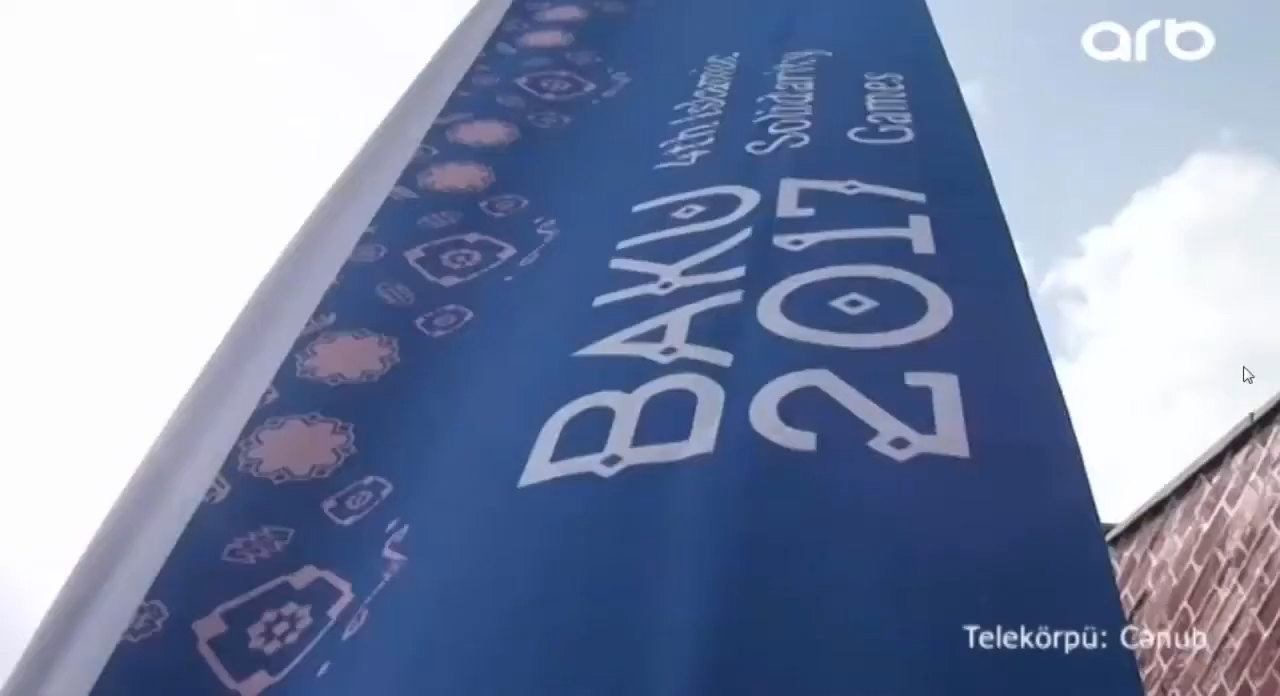 arb
4th Islamic
Solidarity
Games
BAKU
2017
Telekörpü: Cənub